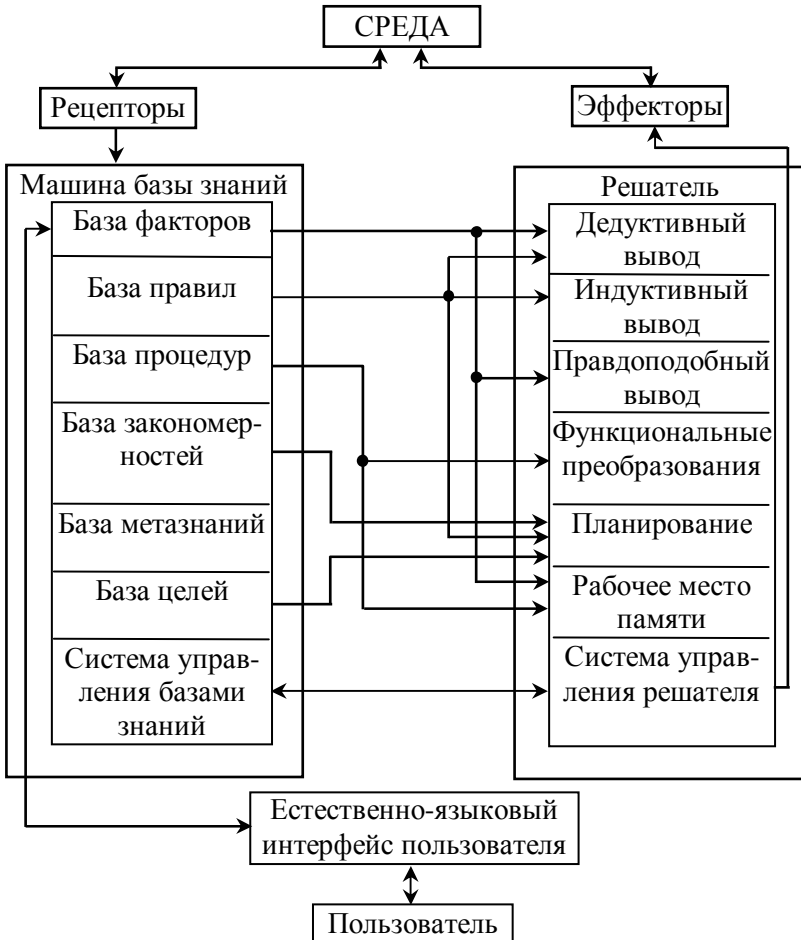 СРЕДА
Рецепторы
Эффекторы
Машина базы знаний
База факторов
База правил
База процедур
База закономер-
ностей
База метазнаний
База целей
Система управ-
ления базами
знаний
Решатель
Дедуктивный
вывод
Индуктивный
вывод
Правдоподобный
вывод
Функциональные
преобразования
Планирование
Рабочее место
памяти
Система управ-
ления решателя
Естественно-языковый
интерфейс пользователя
Пользователь